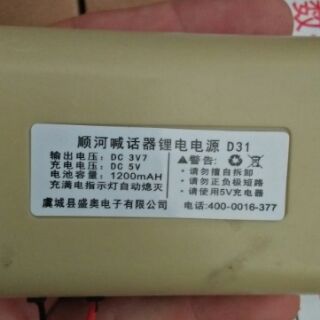 顺河喊话器锂电电源 D31
输出电压：DC 3V7
充电电压：DC 5V
电池容量：1200mAH
充满电指示灯自动熄灭
虞城县盛奥电子有限公司
▲警告：
· 请勿擅自拆卸
· 请勿正负极短路
· 请使用5V充电器
电话:400-0016-377